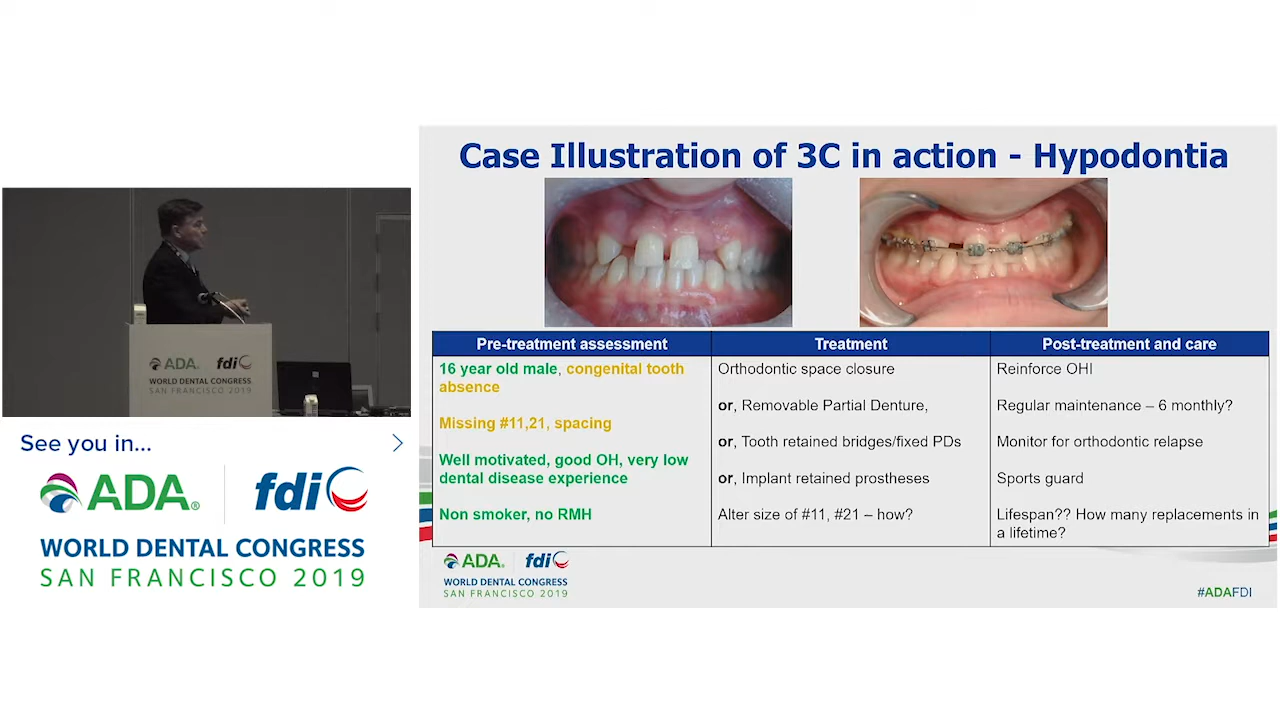 Case Illustration of 3C in action - Hypodontia
Pre-treatment assessment
Treatment
Post-treatment and care
16 year old male, congenital tooth
absence
Missing #11,21, spacing
Well motivated, good OH, very low
dental disease experience
Non smoker, no RMH
Orthodontic space closure
or, Removable Partial Denture,
or, Tooth retained bridges/fixed PDs
or, Implant retained prostheses
Alter size of #11, #21 – how?
Reinforce OHI
Regular maintenance – 6 monthly?
Monitor for orthodontic relapse
Sports guard
Lifespan?? How many replacements in
a lifetime?
ADA. fdi
WORLD DENTAL CONGRESS
SAN FRANCISCO 2019
#ADAFDI
ADA. fdi
WORLD DENTAL CONGRESS
SAN FRANCISCO 2019
See you in...
ADA® fdi
WORLD DENTAL CONGRESS
SAN FRANCISCO 2019